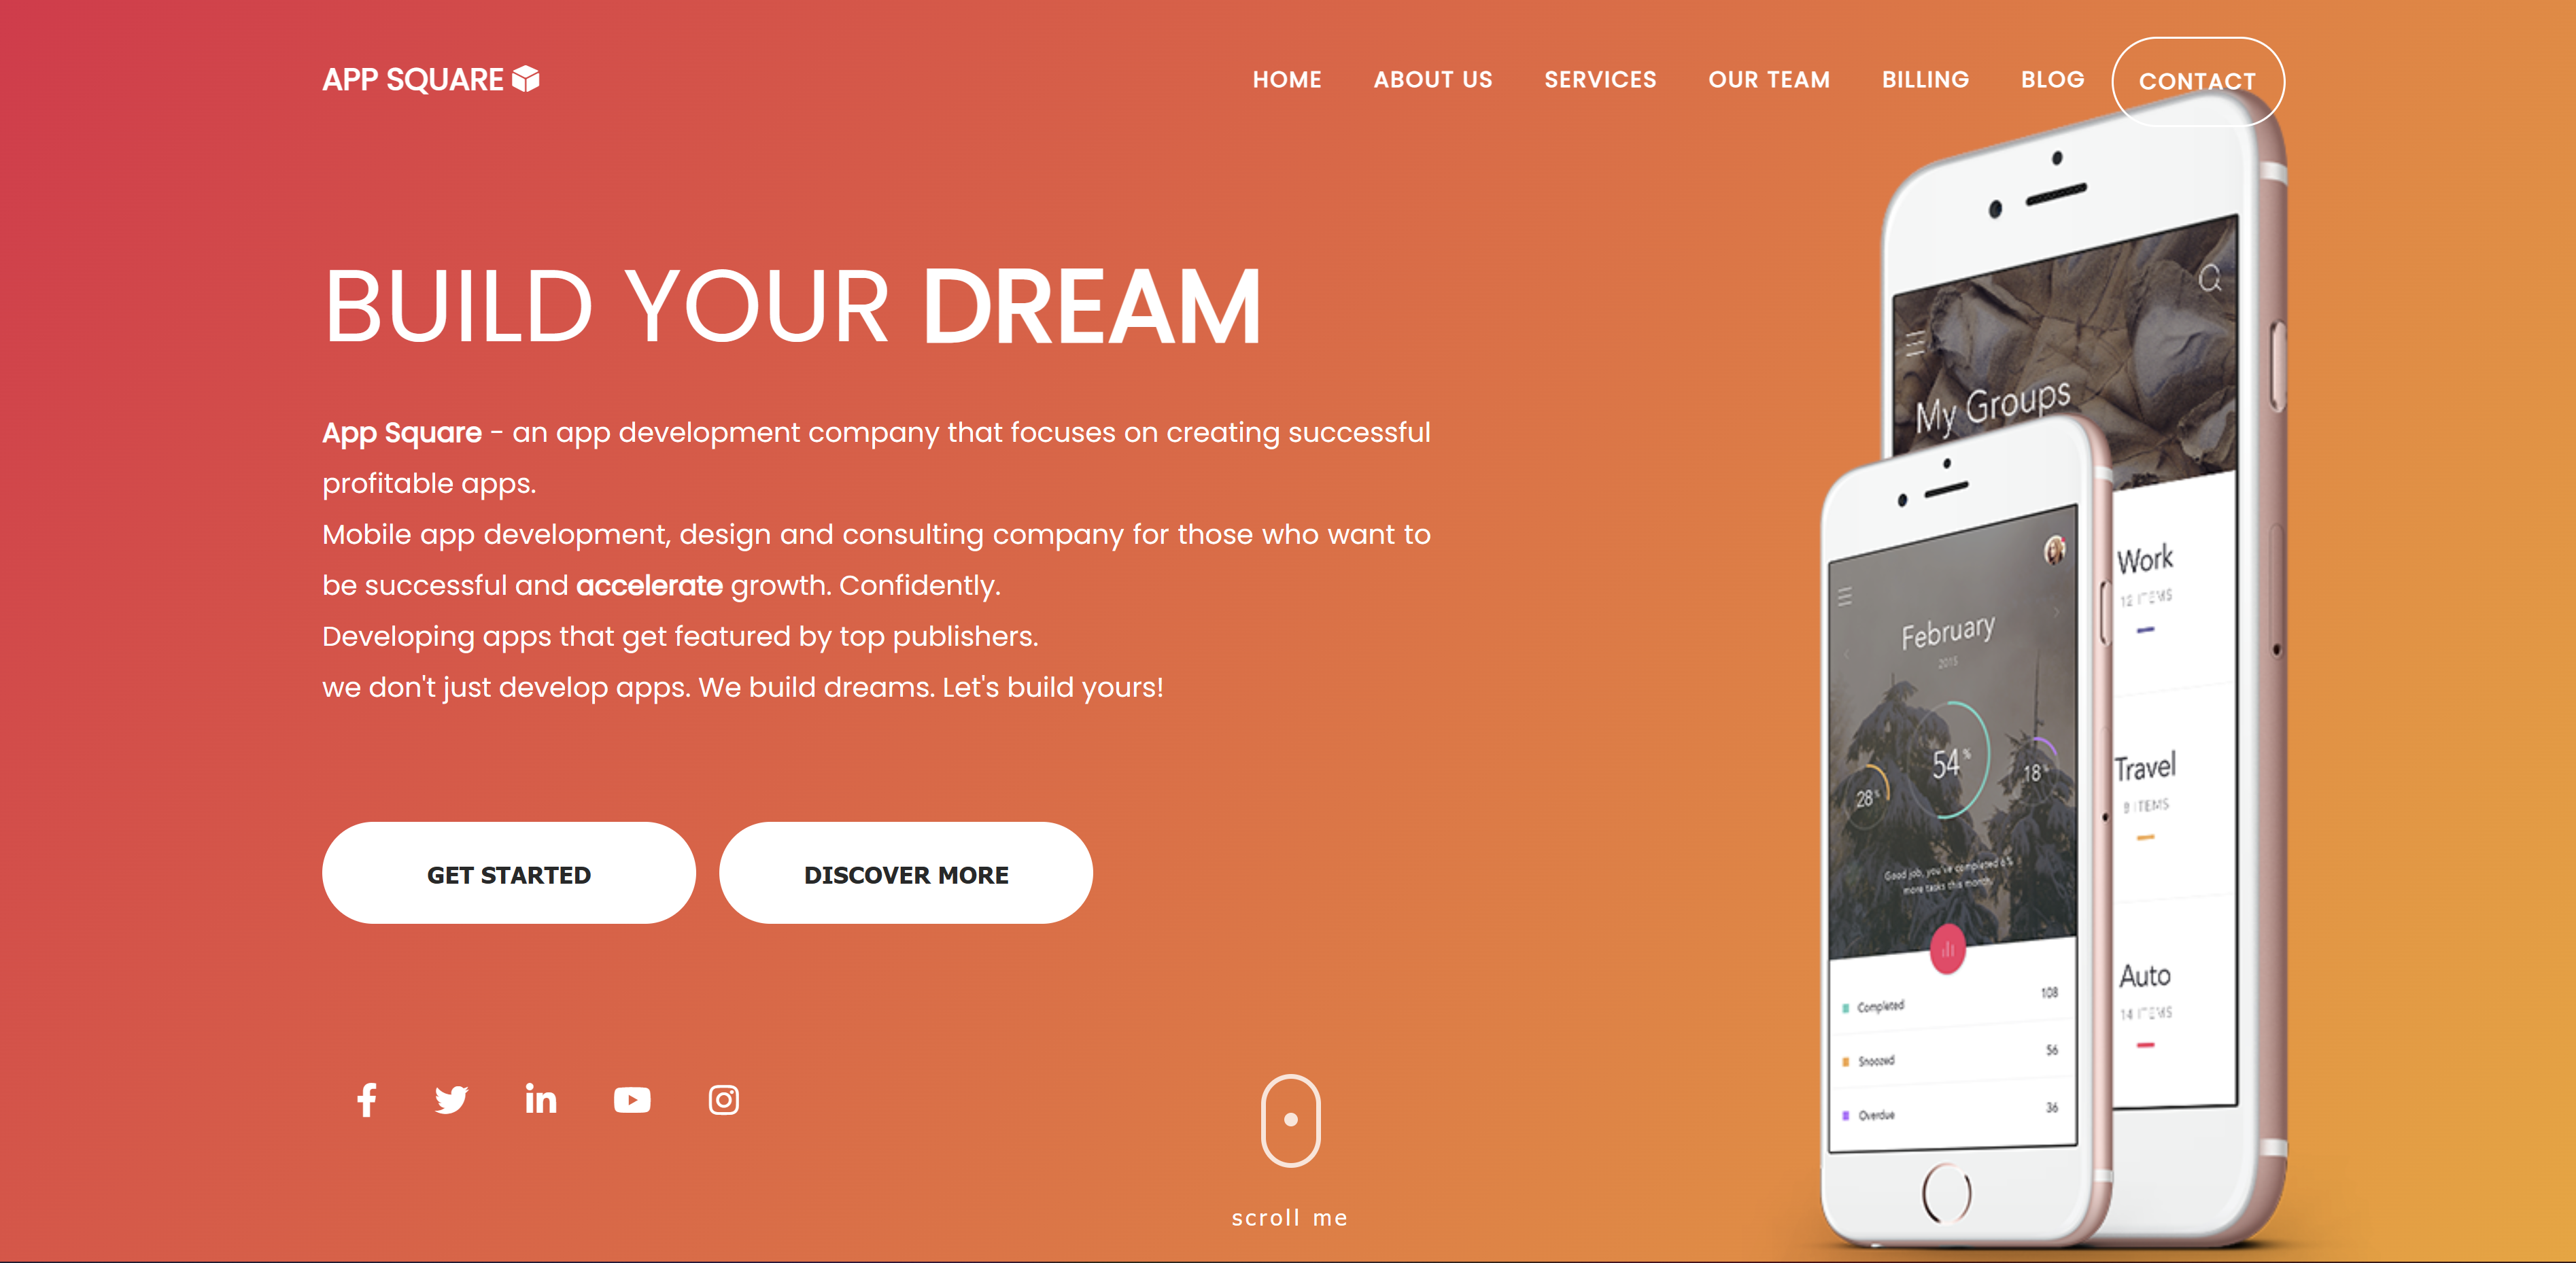 APP SQUARE
HOME ABOUT US SERVICES OUR TEAM BILLING BLOG CONTACT
BUILD YOUR DREAM
App Square - an app development company that focuses on creating successful
profitable apps.
Mobile app development, design and consulting company for those who want to
be successful and accelerate growth. Confidently.
Developing apps that get featured by top publishers.
we don't just develop apps. We build dreams. Let's build yours!
GET STARTED DISCOVER MORE
scroll me
My Groups
Work
12 ITEMS
Travel
8 ITEMS
Auto
14 ITEMS
February
2015
54%
28%
18%
Good job, you've completed 6%
more tasks this month
Completed 108
Snoozed 56
Overdue 36